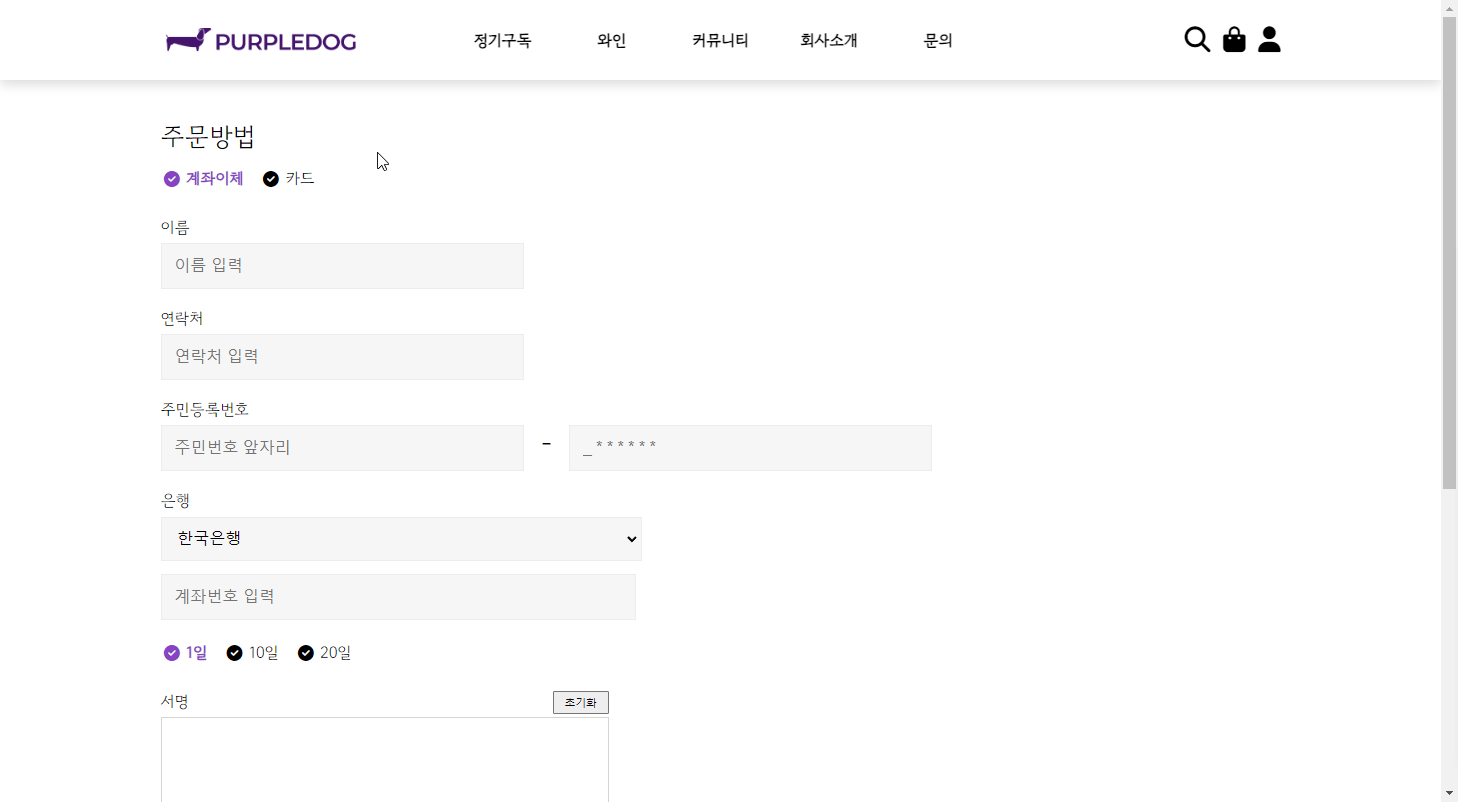 PURPLEDOG 정기구독 와인 커뮤니티 회사소개 문의
주문방법
계좌이체 카드
이름
이름 입력
연락처
연락처 입력
주민등록번호
주민번호 앞자리 - _******
은행
한국은행
계좌번호 입력
1일 10일 20일
서명 초기화